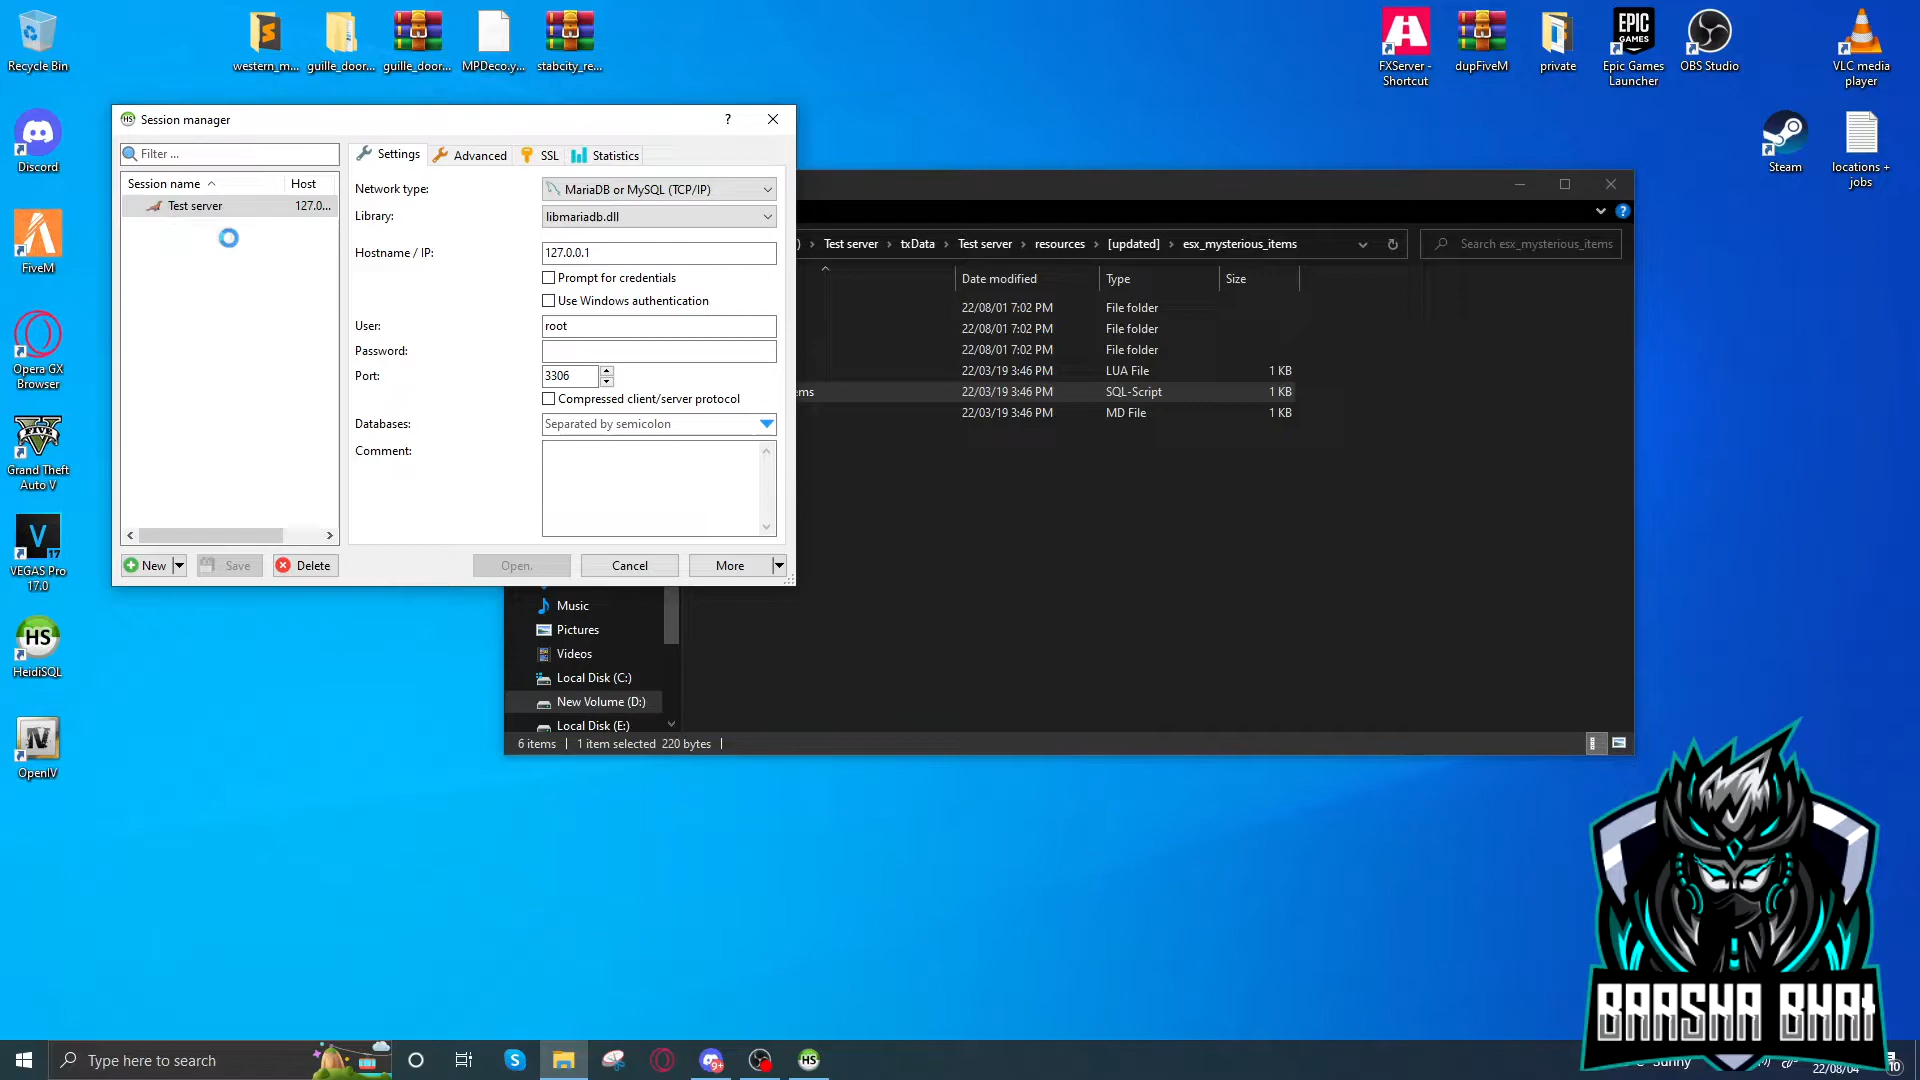 Recycle Bin
western_m...
guille_door...
guille_door...
MPDeco.y...
stabcity_re...
FXServer -
Shortcut
dupFiveM
private
Epic Games
Launcher
OBS Studio
VLC media
player
Discord
FiveM
Opera GX
Browser
Grand Theft
Auto V
VEGAS Pro
17.0
HeidiSQL
OpenIV
Steam
locations +
jobs
Session manager
?
Filter ...
Session name
Host
Test server
127.0...
Settings
Advanced
SSL
Statistics
Network type:
MariaDB or MySQL (TCP/IP)
Library:
libmariadb.dll
Hostname / IP:
127.0.0.1
Prompt for credentials
Use Windows authentication
User:
root
Password:
Port:
3306
Compressed client/server protocol
Databases:
Separated by semicolon
Comment:
New
Save
Delete
Open.
Cancel
More
Test server › txData › Test server › resources › [updated] › esx_mysterious_items
Search esx_mysterious_items
Date modified
Type
Size
22/08/01 7:02 PM
File folder
22/08/01 7:02 PM
File folder
22/08/01 7:02 PM
File folder
22/03/19 3:46 PM
LUA File
1 KB
ems
22/03/19 3:46 PM
SQL-Script
1 KB
22/03/19 3:46 PM
MD File
1 KB
Music
Pictures
Videos
Local Disk (C:)
New Volume (D:)
Local Disk (E:)
6 items
1 item selected 220 bytes
BAASHA BHAI
Type here to search
9+
HS
Sunny
22/08/04
10